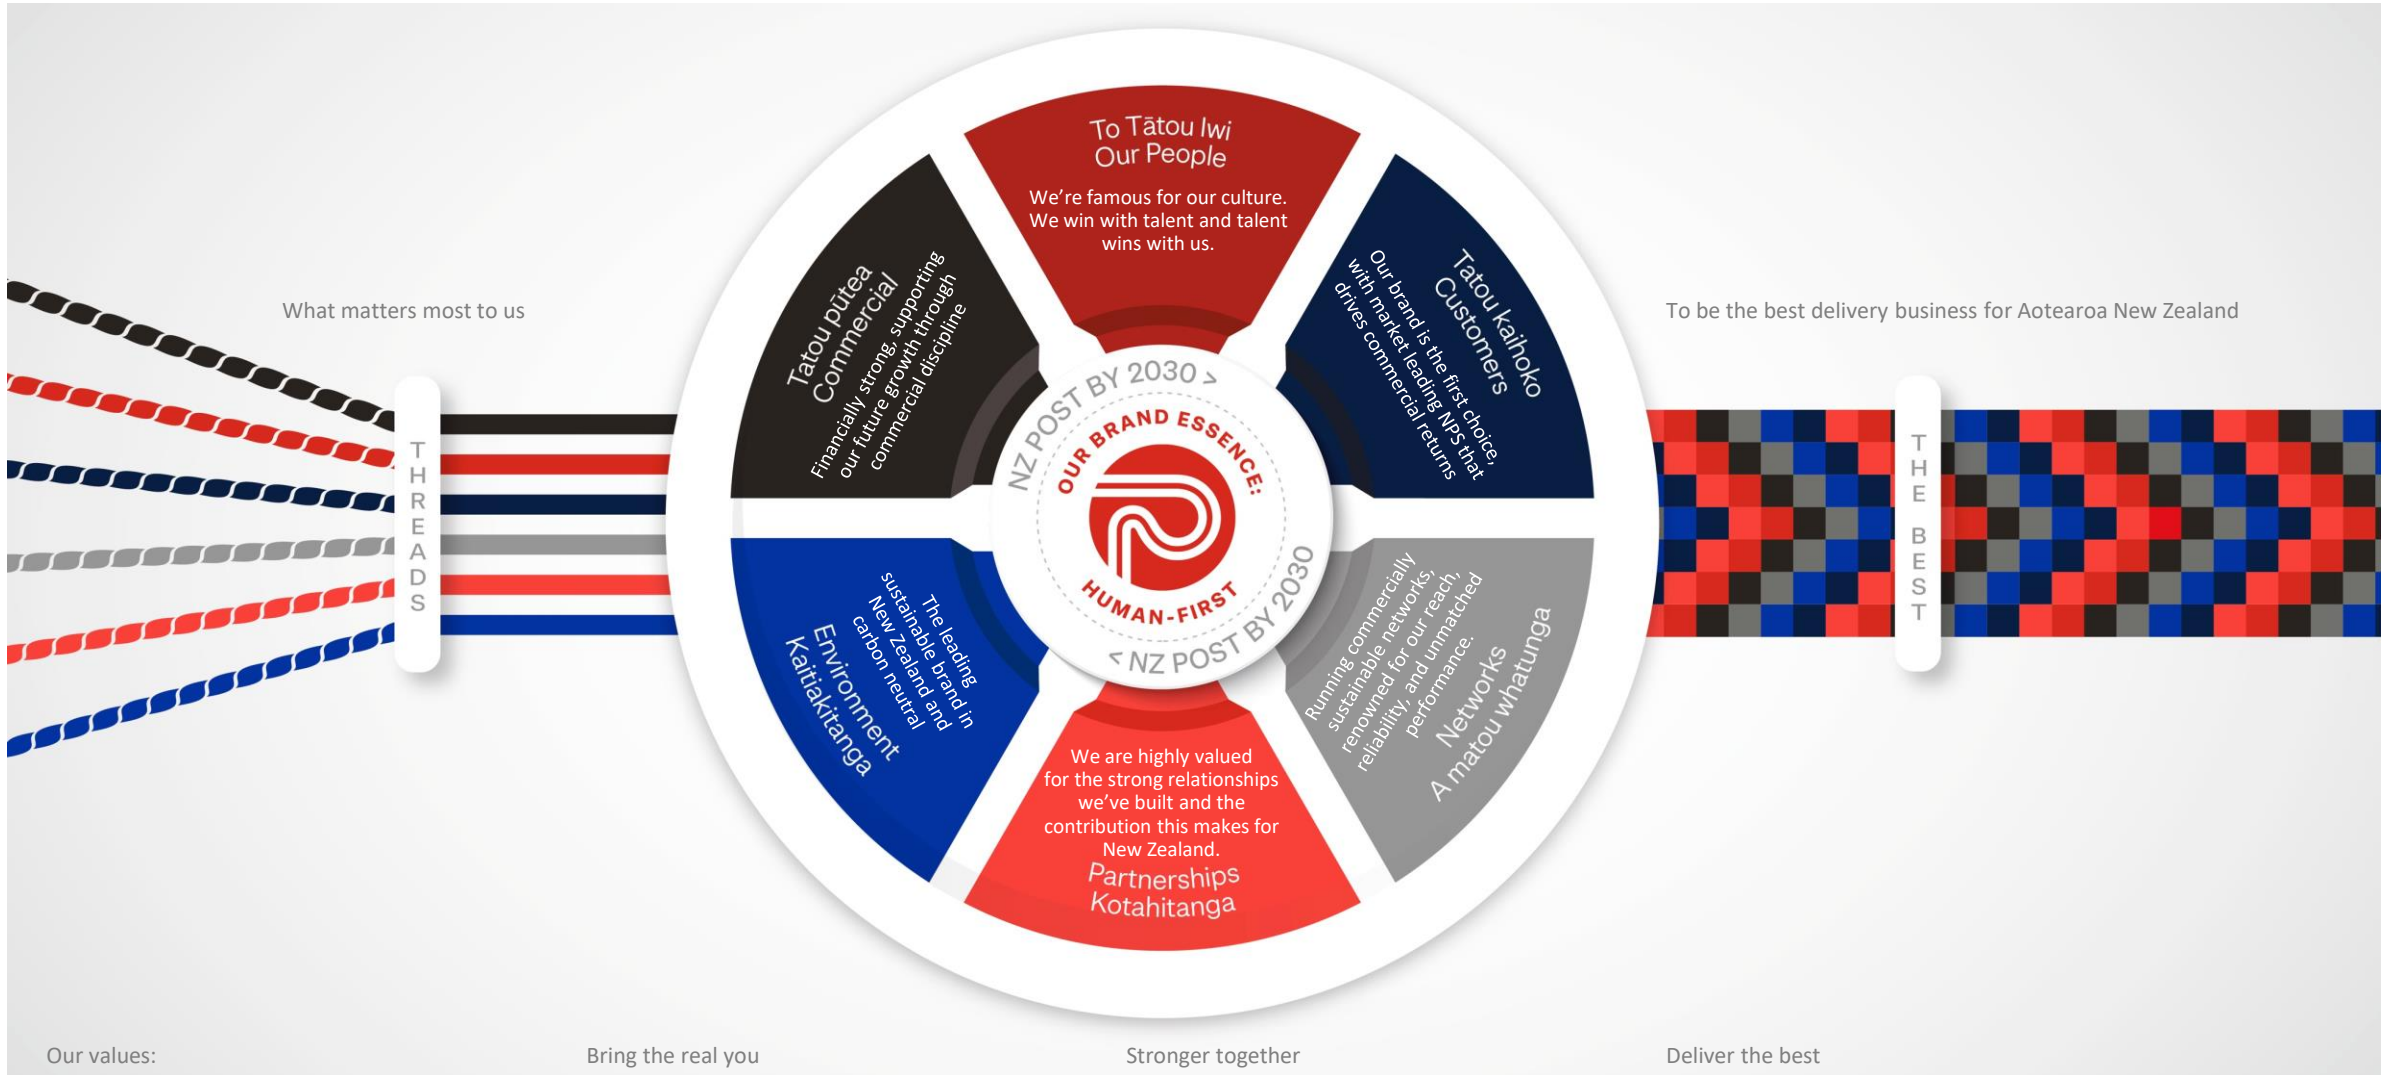 What matters most to us
THREADS
To Tātou Iwi
Our People
We're famous for our culture.
We win with talent and talent
wins with us.
Tatou kaihoko
Customers
Our brand is the first choice,
with market leading NPS that
drives commercial returns
Running commercially
sustainable networks,
renowned for our reach,
reliability, and unmatched
performance.
Networks
A matou whatunga
We are highly valued
for the strong relationships
we've built and the
contribution this makes for
New Zealand.
Partnerships
Kotahitanga
The leading
sustainable brand in
New Zealand and
carbon neutral
Environment
Kaitiakitanga
Tatou pūtea
Commercial
Financially strong, supporting
our future growth through
commercial discipline
NZ POST BY 2030 >
OUR BRAND ESSENCE:
HUMAN-FIRST
< NZ POST BY 2030
To be the best delivery business for Aotearoa New Zealand
THE BEST
Our values:
Bring the real you
Stronger together
Deliver the best